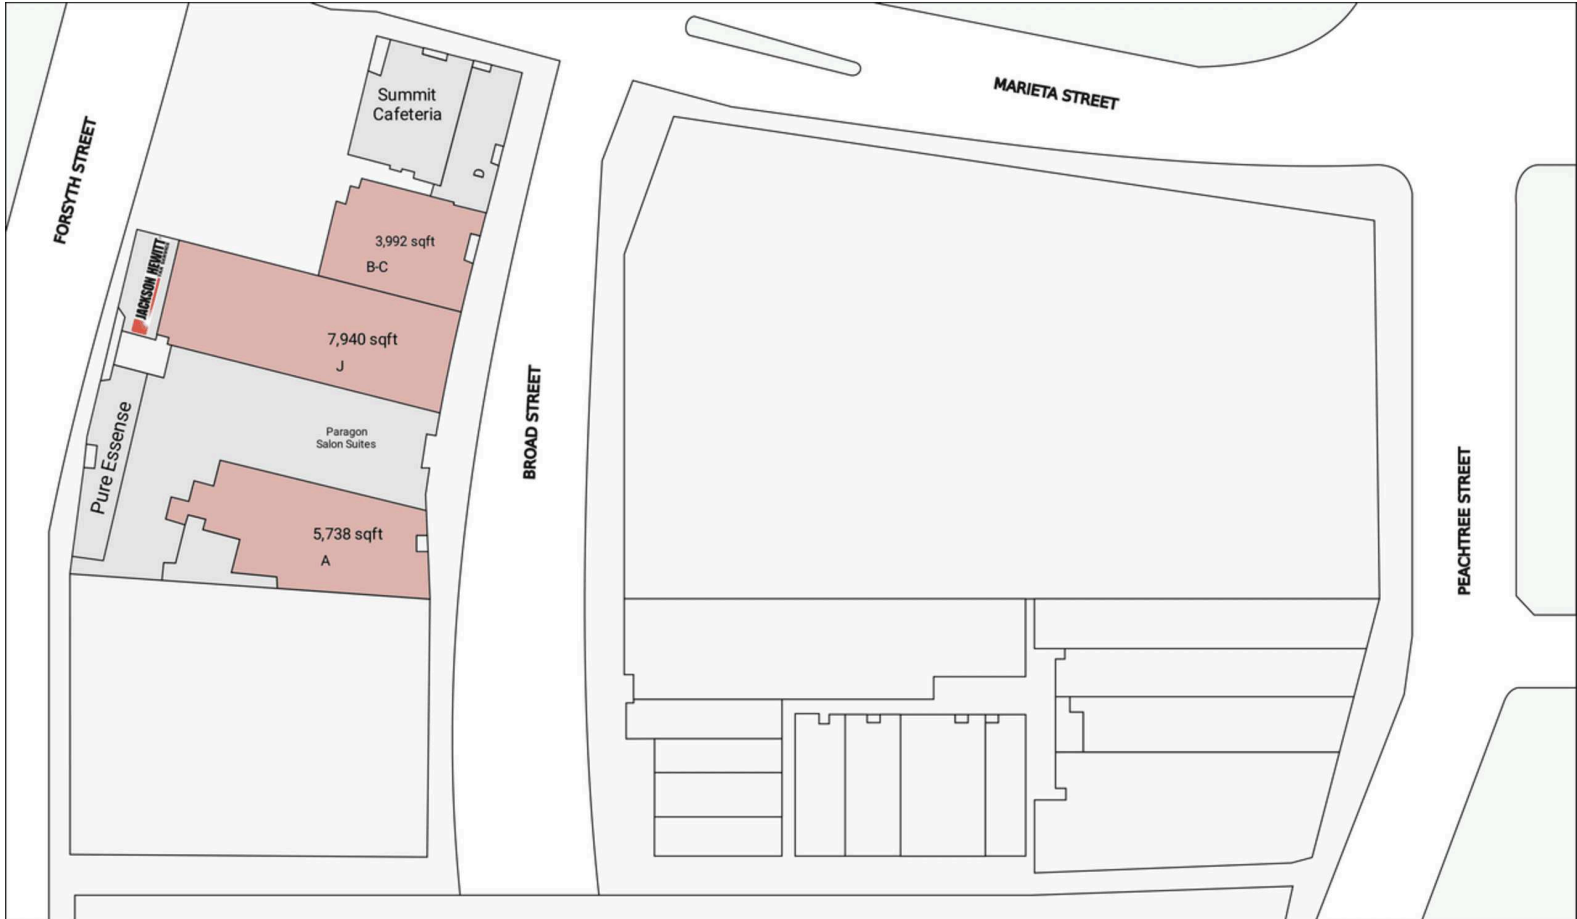 MARIETA STREET
Summit
Cafeteria
FORSYTH STREET
D
3,992 sqft
B-C
JACKSON HEWITT
7,940 sqft
J
BROAD STREET
Paragon
Salon Suites
Pure Essense
PEACHTREE STREET
5,738 sqft
A